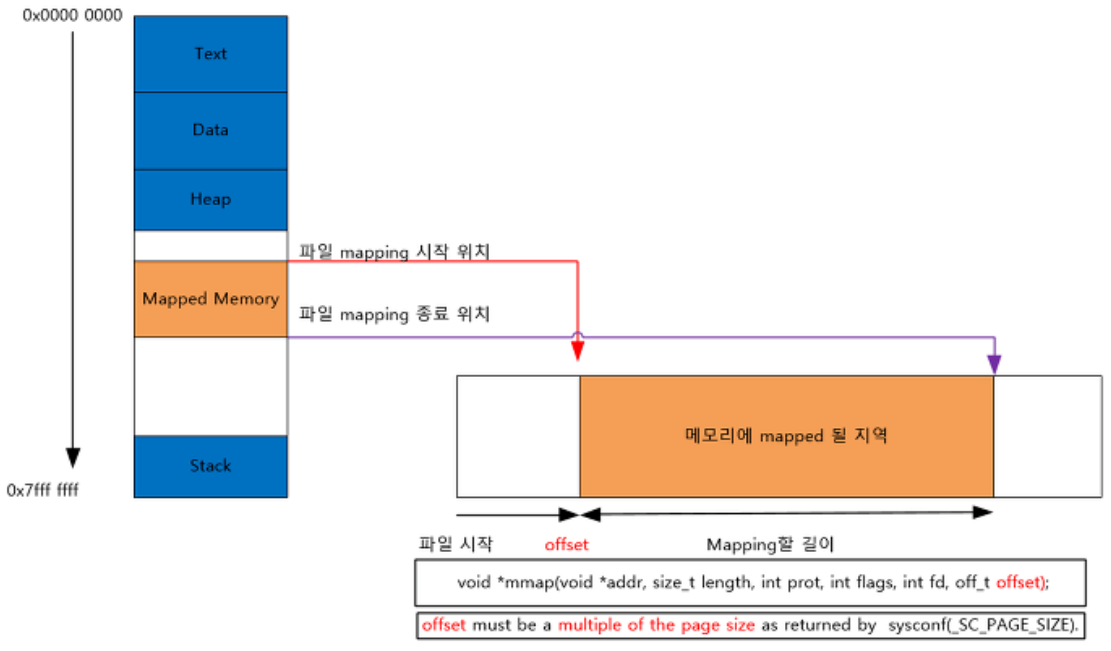 0x0000 0000
Text
Data
Heap
파일 mapping 시작 위치
Mapped Memory
파일 mapping 종료 위치
메모리에 mapped 될 지역
Stack
0x7fff ffff
파일 시작 offset Mapping할 길이
void *mmap(void *addr, size_t length, int prot, int flags, int fd, off_t offset);
offset must be a multiple of the page size as returned by sysconf(_SC_PAGE_SIZE).